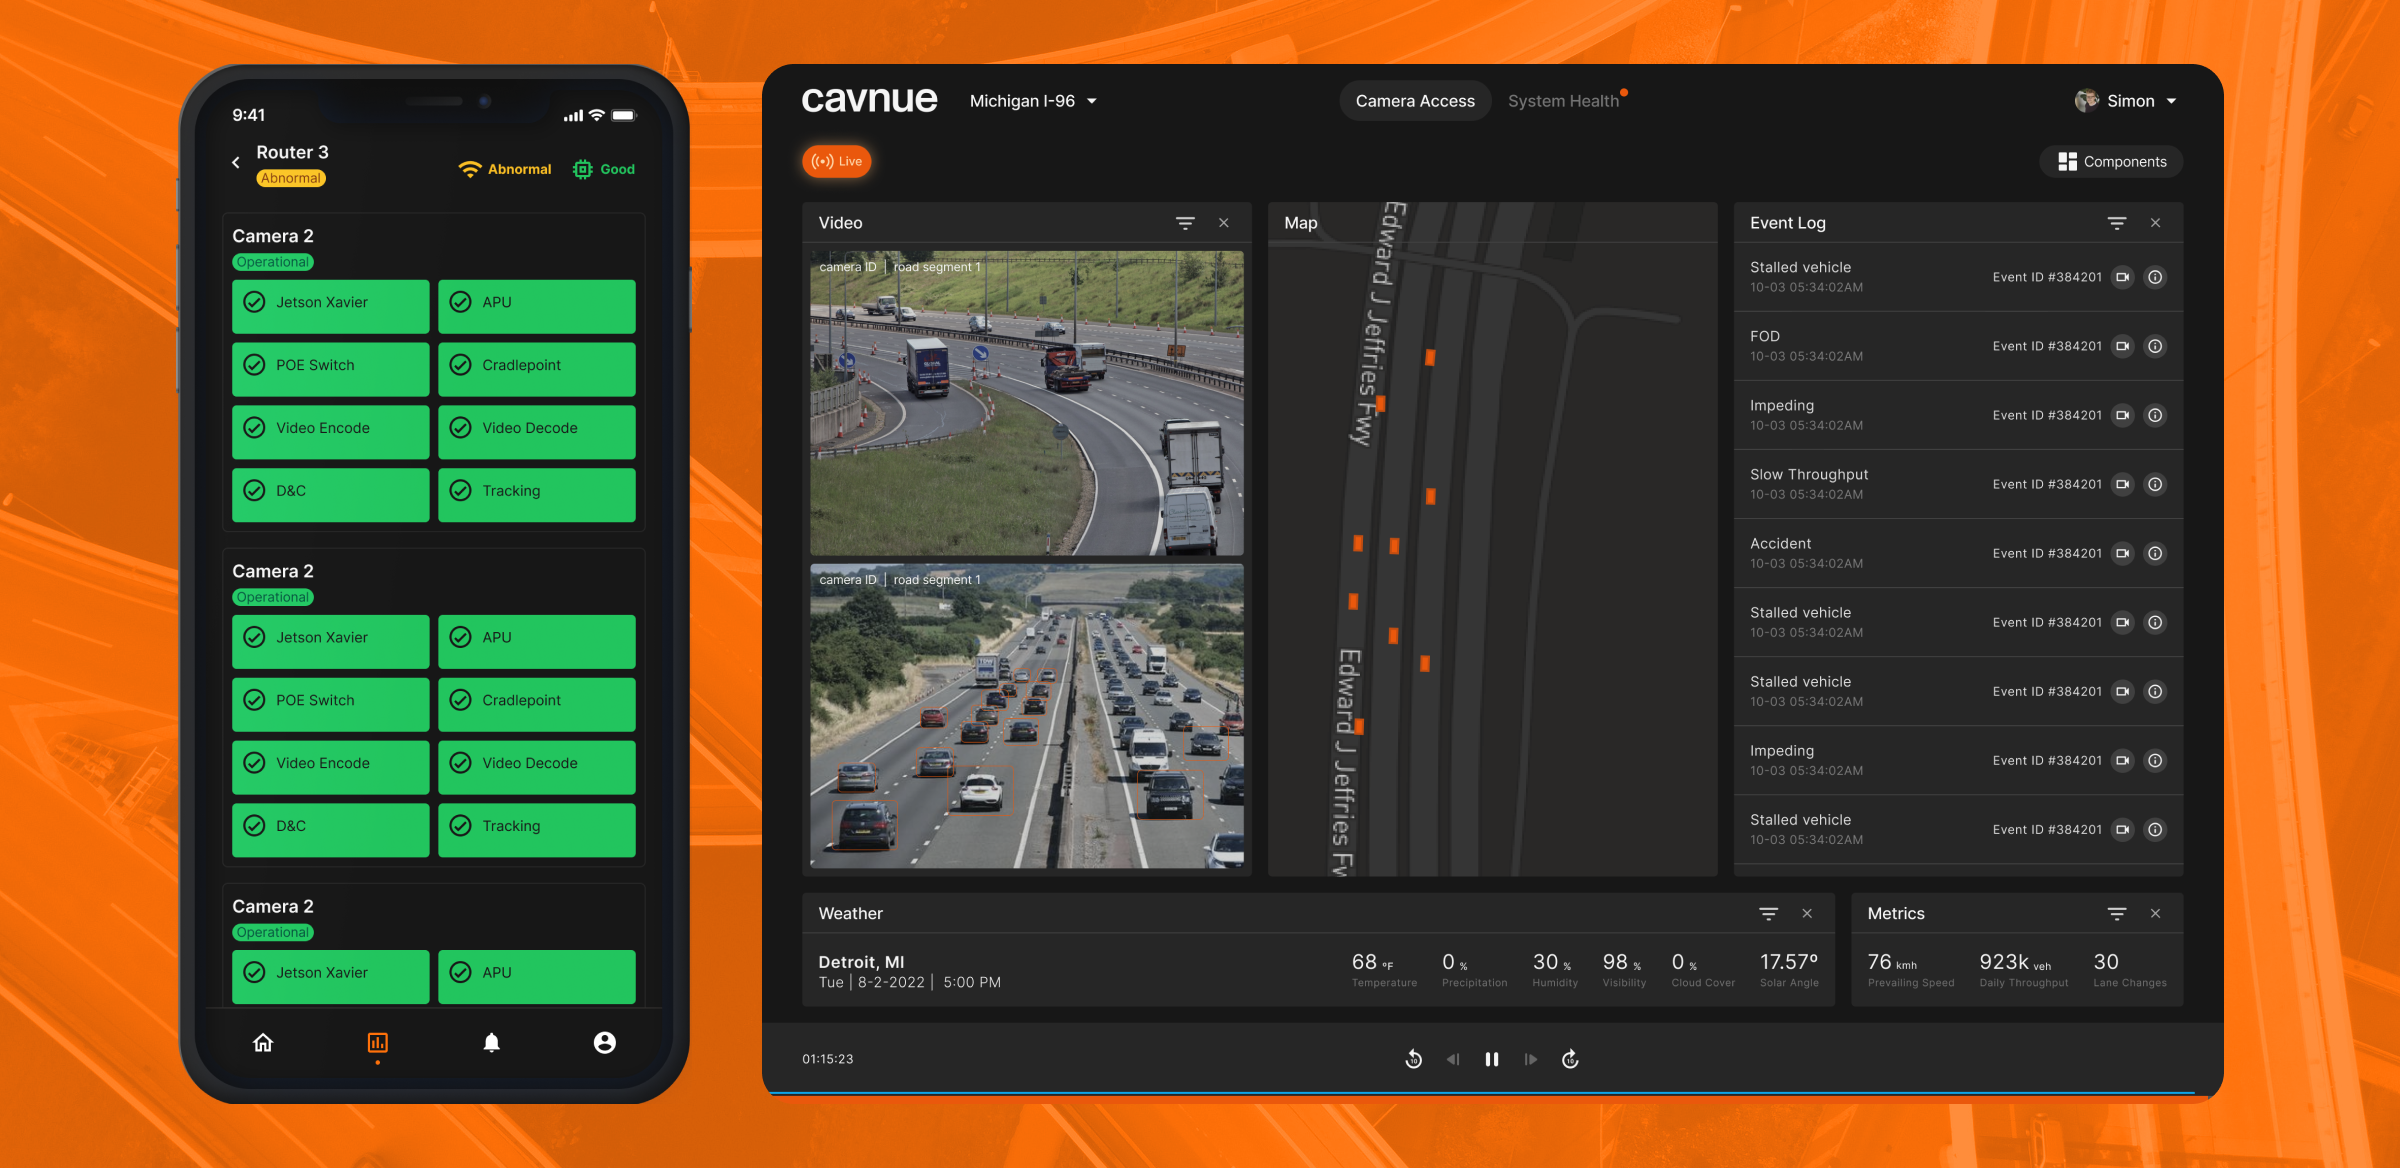 9:41
Router 3
Abnormal
Abnormal
Good
Camera 2
Operational
Jetson Xavier
APU
POE Switch
Cradlepoint
Video Encode
Video Decode
D&C
Tracking
Camera 2
Operational
Jetson Xavier
APU
POE Switch
Cradlepoint
Video Encode
Video Decode
D&C
Tracking
Camera 2
Operational
Jetson Xavier
APU
cavnue
Michigan I-96
Camera Access
System Health
Simon
Live
Components
Video
camera ID | road segment 1
camera ID | road segment 1
Map
Edward J Jeffries Fwy
Edward J Jeffries Fw
Event Log
Stalled vehicle
10-03 05:34:02AM
Event ID #384201
FOD
10-03 05:34:02AM
Event ID #384201
Impeding
10-03 05:34:02AM
Event ID #384201
Slow Throughput
10-03 05:34:02AM
Event ID #384201
Accident
10-03 05:34:02AM
Event ID #384201
Stalled vehicle
10-03 05:34:02AM
Event ID #384201
Stalled vehicle
10-03 05:34:02AM
Event ID #384201
Impeding
10-03 05:34:02AM
Event ID #384201
Stalled vehicle
10-03 05:34:02AM
Event ID #384201
Weather
Detroit, MI
Tue | 8-2-2022 | 5:00 PM
68 °F
Temperature
0 %
Precipitation
30 %
Humidity
98 %
Visibility
0 %
Cloud Cover
17.57º
Solar Angle
Metrics
76 kmh
Prevailing Speed
923k veh
Daily Throughput
30
Lane Changes
01:15:23
10
10